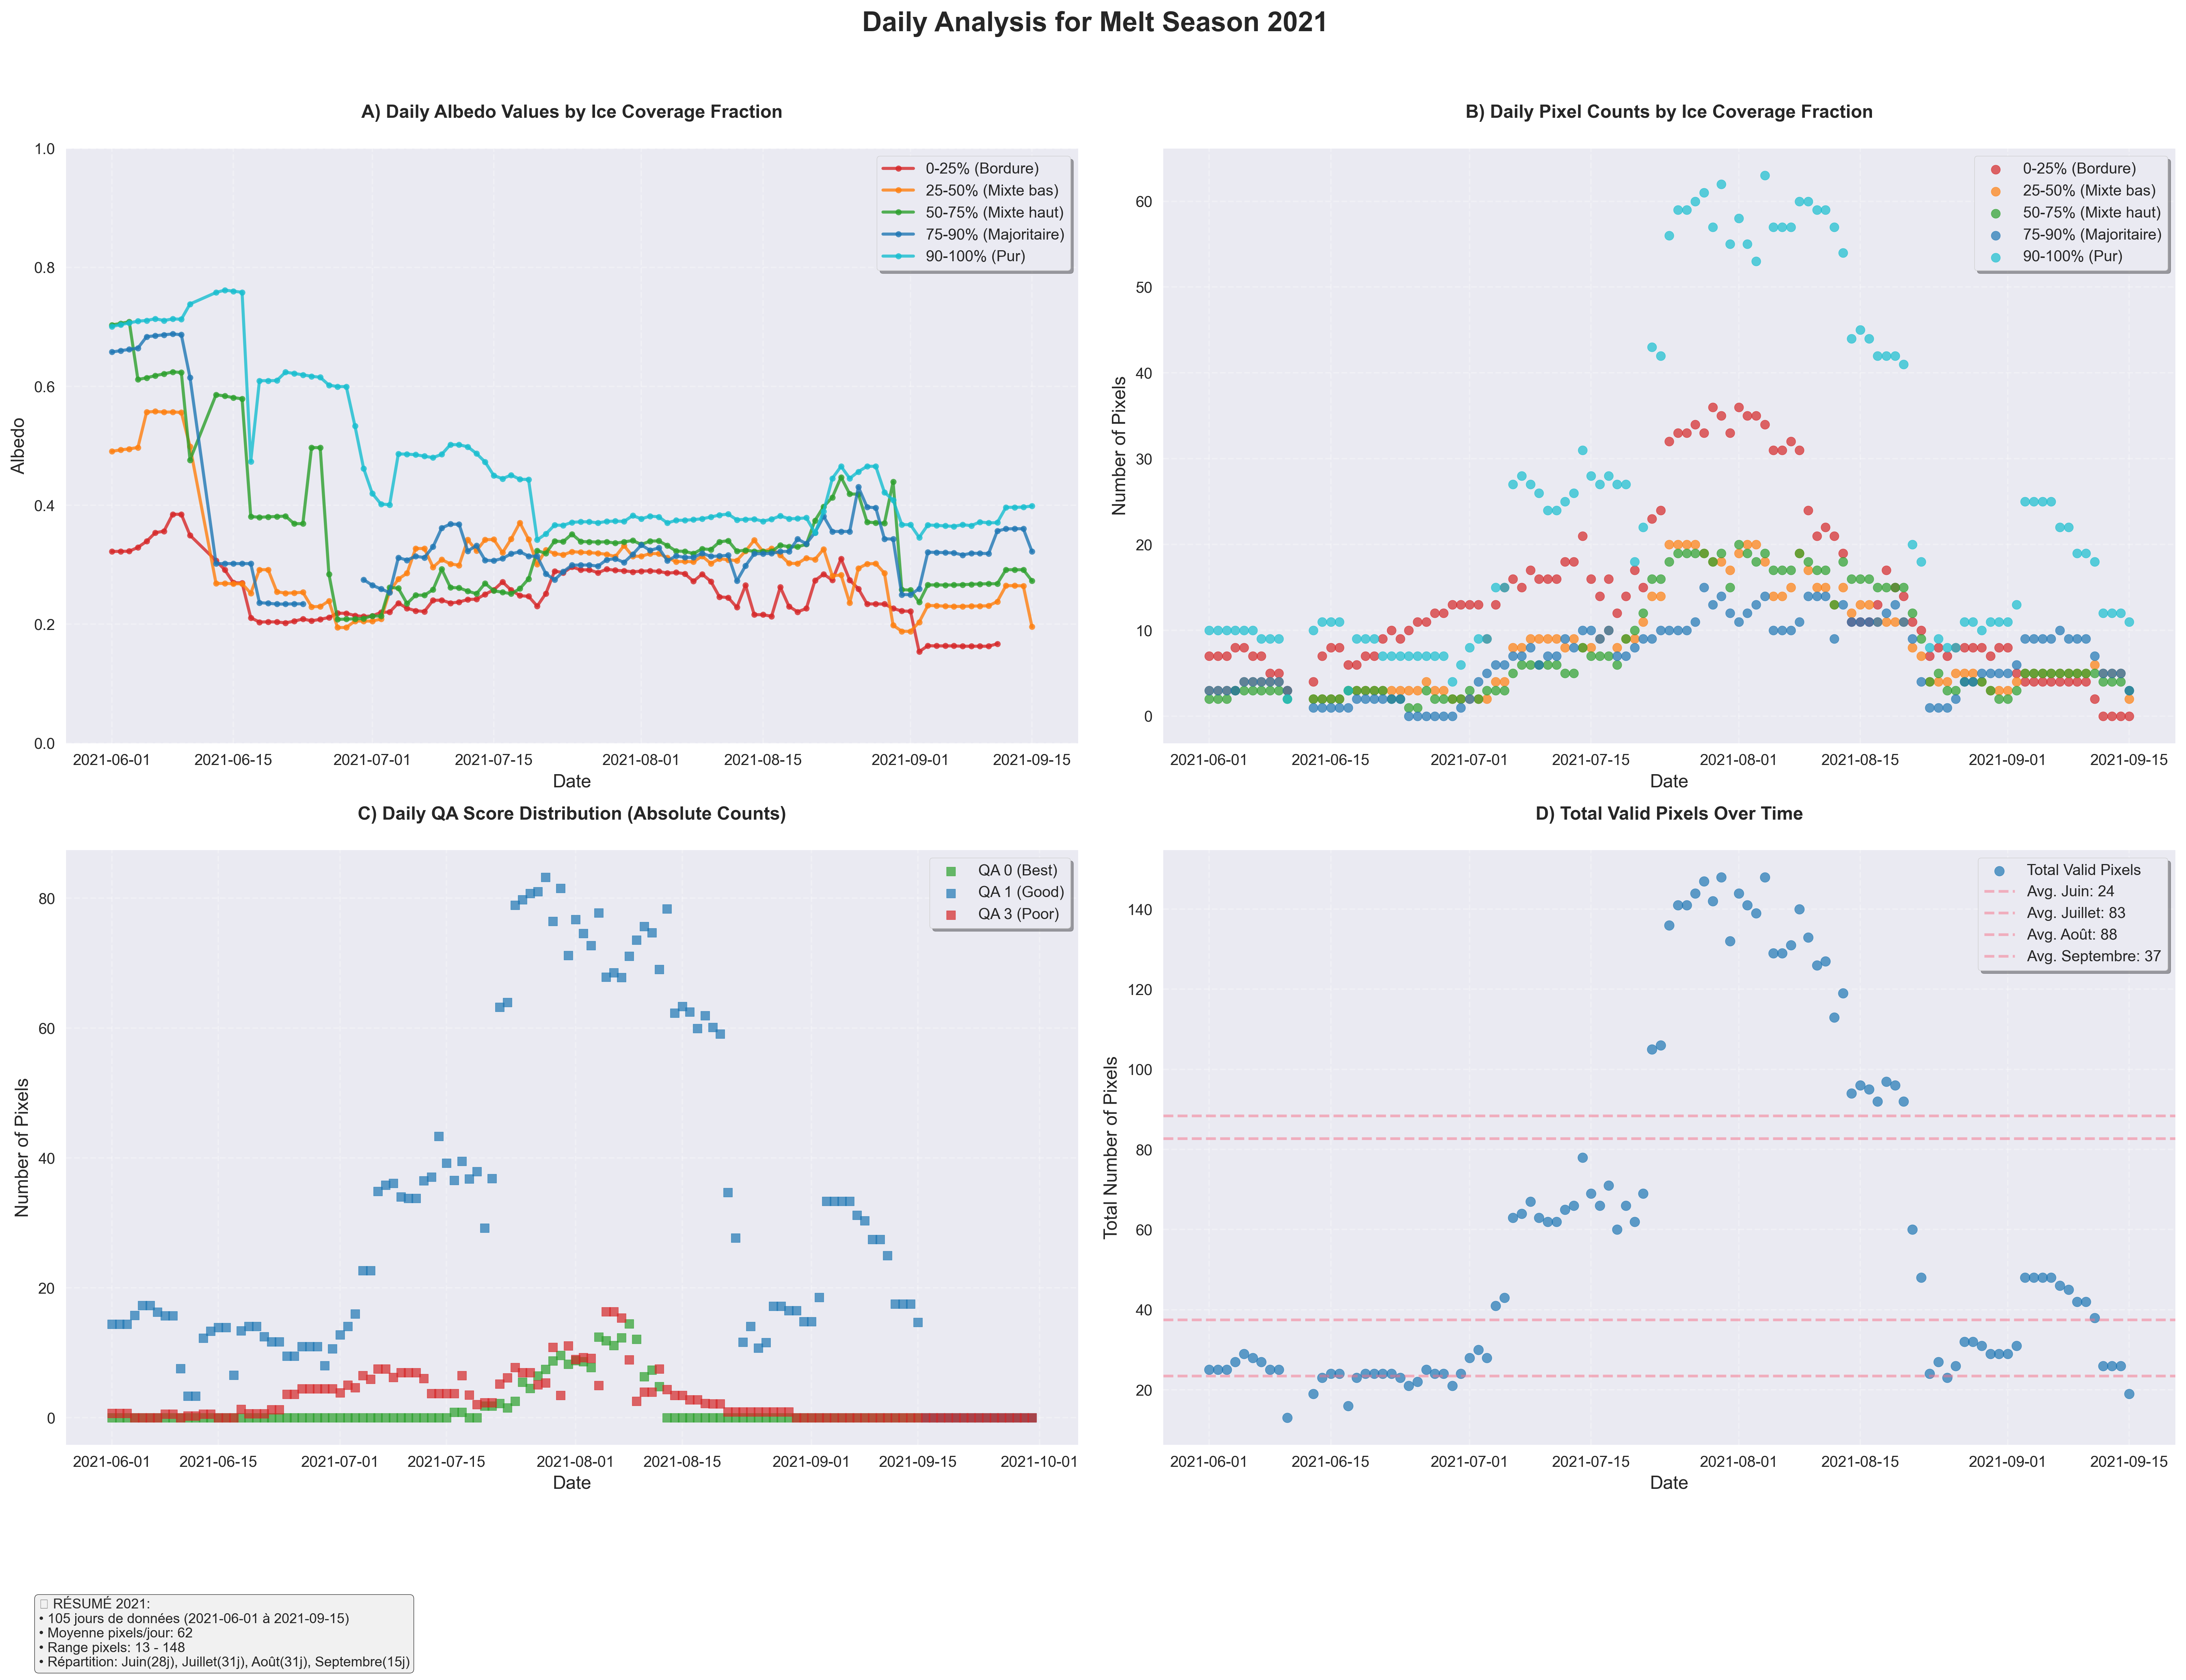 Daily Analysis for Melt Season 2021
A) Daily Albedo Values by Ice Coverage Fraction
Albedo
1.0
0.8
0.6
0.4
0.2
0.0
0-25% (Bordure)
25-50% (Mixte bas)
50-75% (Mixte haut)
75-90% (Majoritaire)
90-100% (Pur)
2021-06-01 2021-06-15 2021-07-01 2021-07-15 2021-08-01 2021-08-15 2021-09-01 2021-09-15
Date
B) Daily Pixel Counts by Ice Coverage Fraction
Number of Pixels
60
50
40
30
20
10
0
0-25% (Bordure)
25-50% (Mixte bas)
50-75% (Mixte haut)
75-90% (Majoritaire)
90-100% (Pur)
2021-06-01 2021-06-15 2021-07-01 2021-07-15 2021-08-01 2021-08-15 2021-09-01 2021-09-15
Date
C) Daily QA Score Distribution (Absolute Counts)
Number of Pixels
80
60
40
20
0
QA 0 (Best)
QA 1 (Good)
QA 3 (Poor)
2021-06-01 2021-06-15 2021-07-01 2021-07-15 2021-08-01 2021-08-15 2021-09-01 2021-09-15 2021-10-01
Date
D) Total Valid Pixels Over Time
Total Number of Pixels
140
120
100
80
60
40
20
Total Valid Pixels
Avg. Juin: 24
Avg. Juillet: 83
Avg. Août: 88
Avg. Septembre: 37
2021-06-01 2021-06-15 2021-07-01 2021-07-15 2021-08-01 2021-08-15 2021-09-01 2021-09-15
Date
RÉSUMÉ 2021:
• 105 jours de données (2021-06-01 à 2021-09-15)
• Moyenne pixels/jour: 62
• Range pixels: 13 - 148
• Répartition: Juin(28j), Juillet(31j), Août(31j), Septembre(15j)